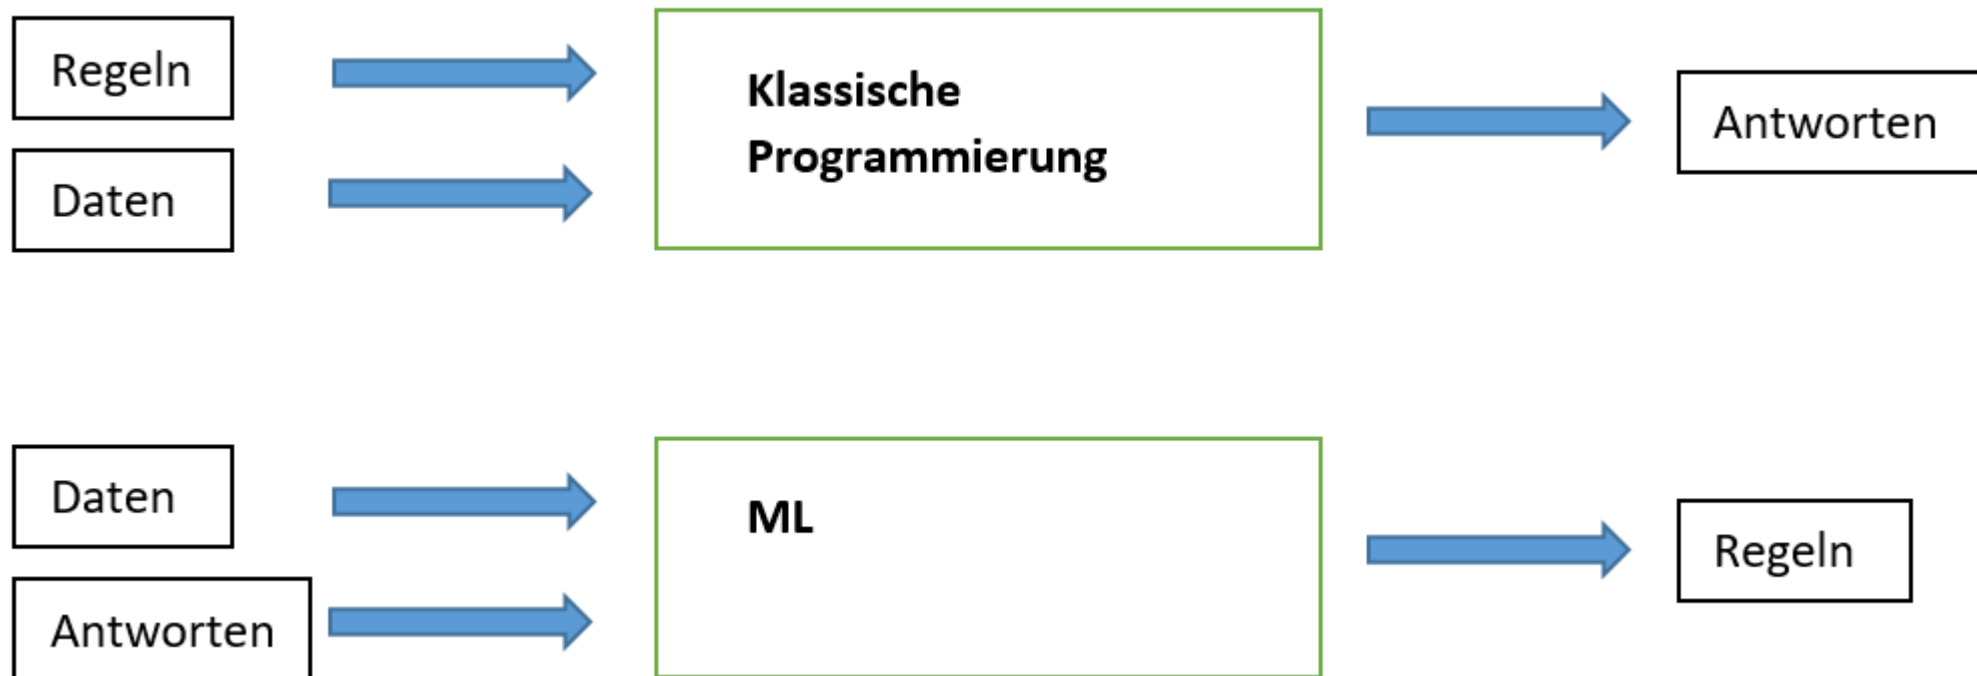 Regeln
Daten
Klassische
Programmierung
Antworten
Daten
Antworten
ML
Regeln